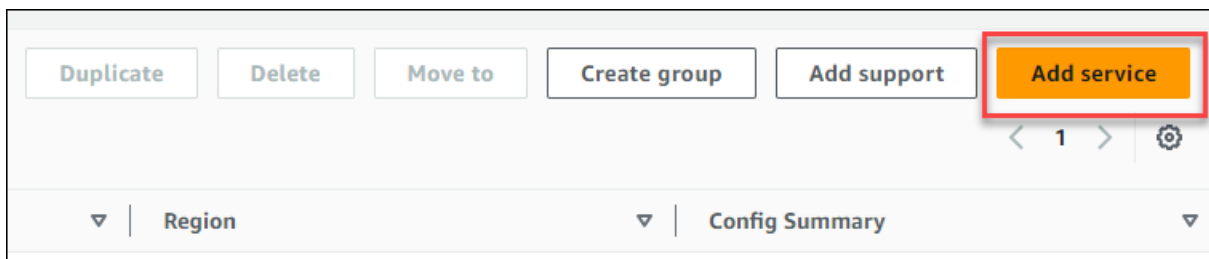 Duplicate Delete Move to Create group Add support Add service
1
Region Config Summary